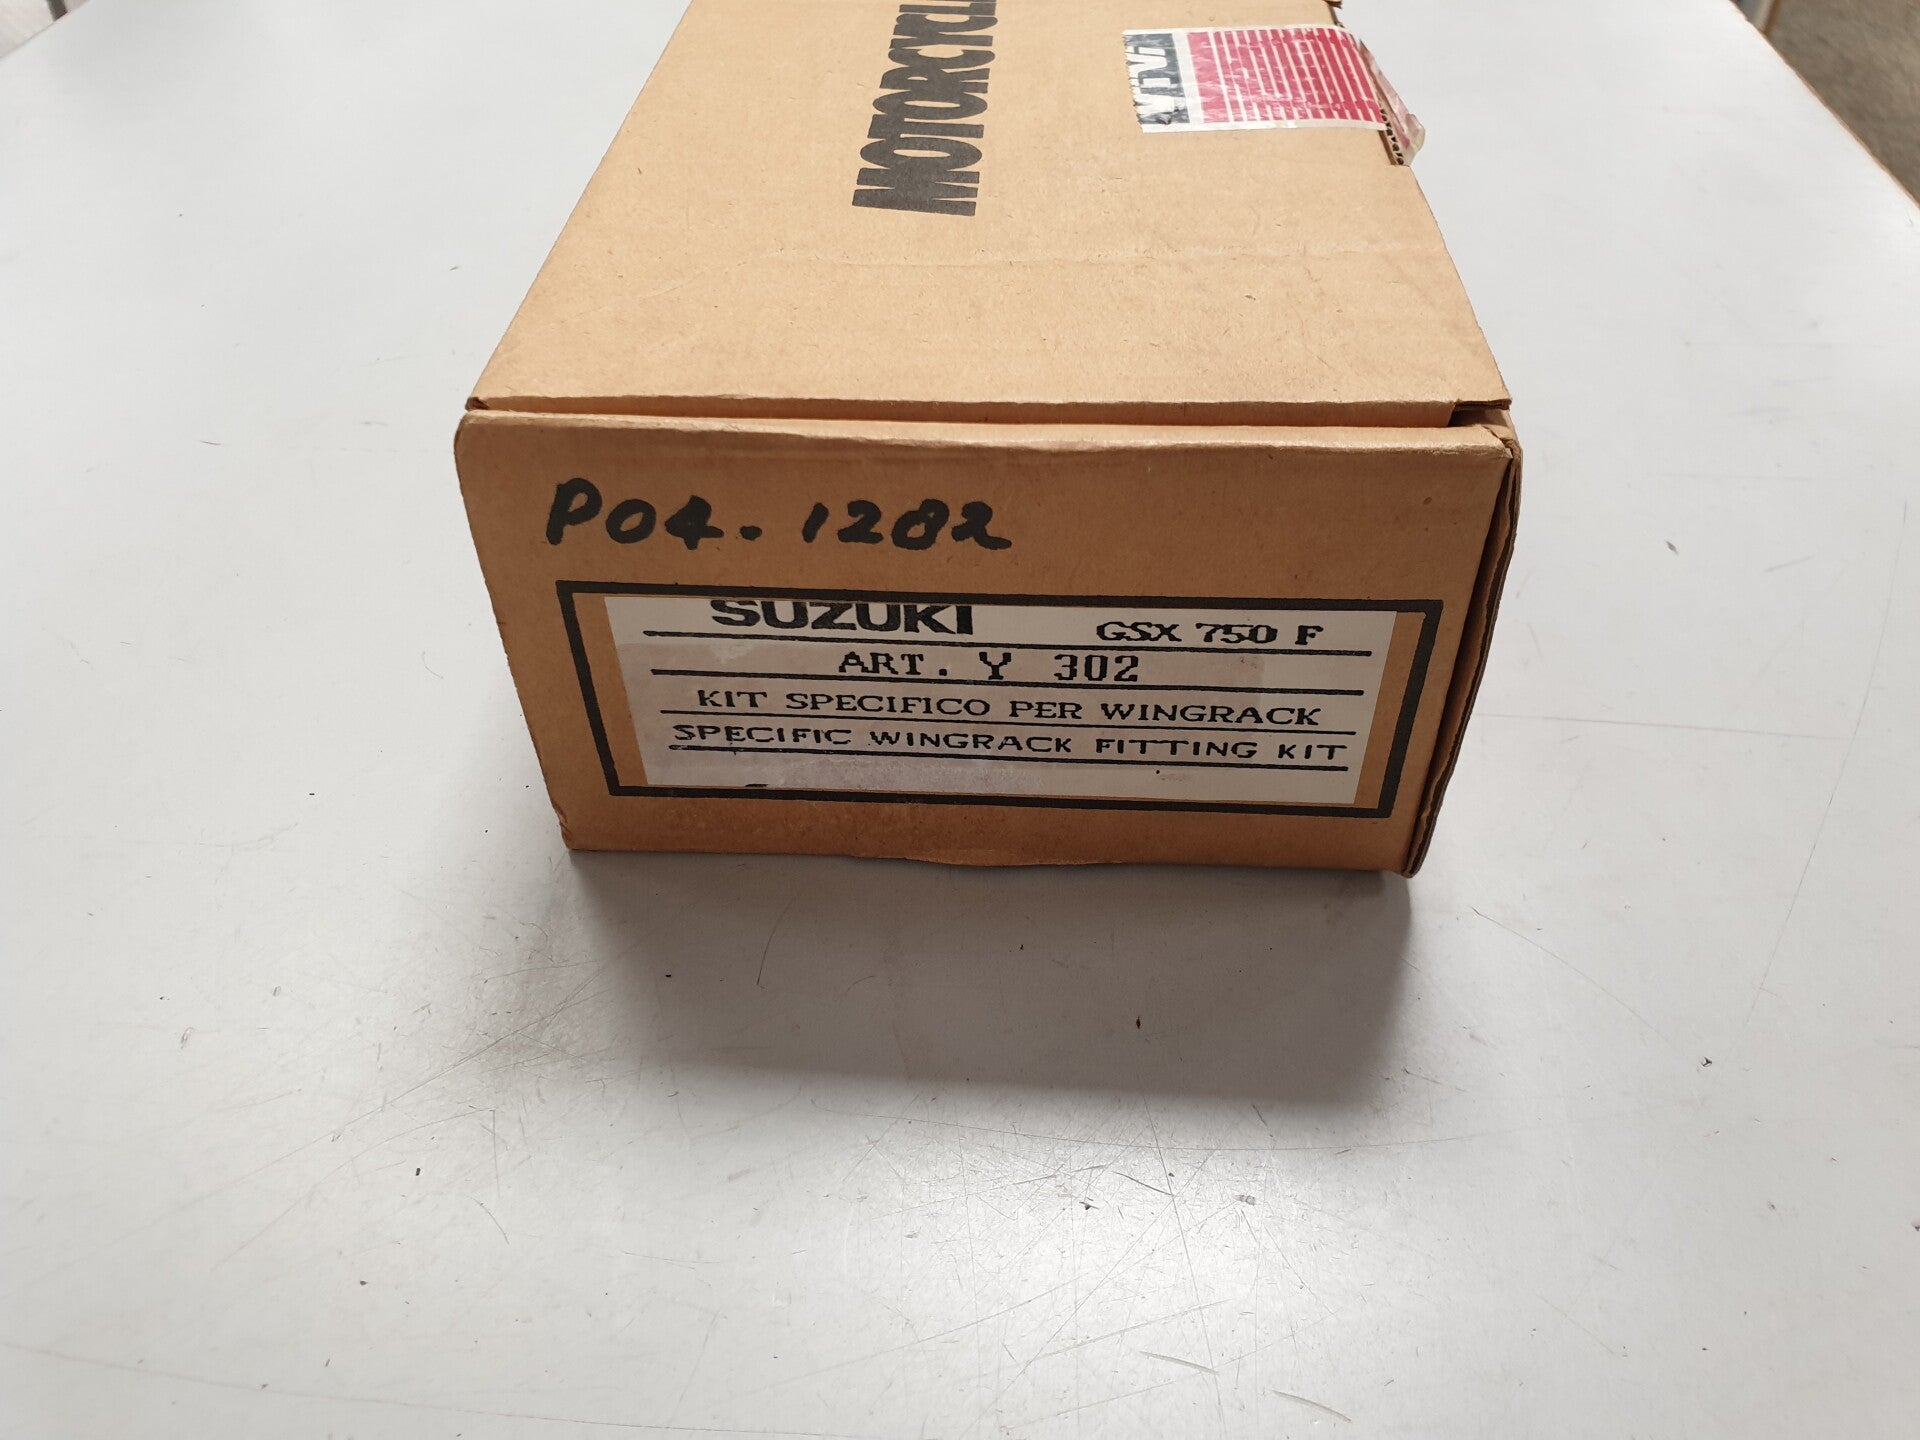 MOTORCYCL
P04.1282
SUZUKI GSX 750 F
ART. Y 302
KIT SPECIFICO PER WINGRACK
SPECIFIC WINGRACK FITTING KIT